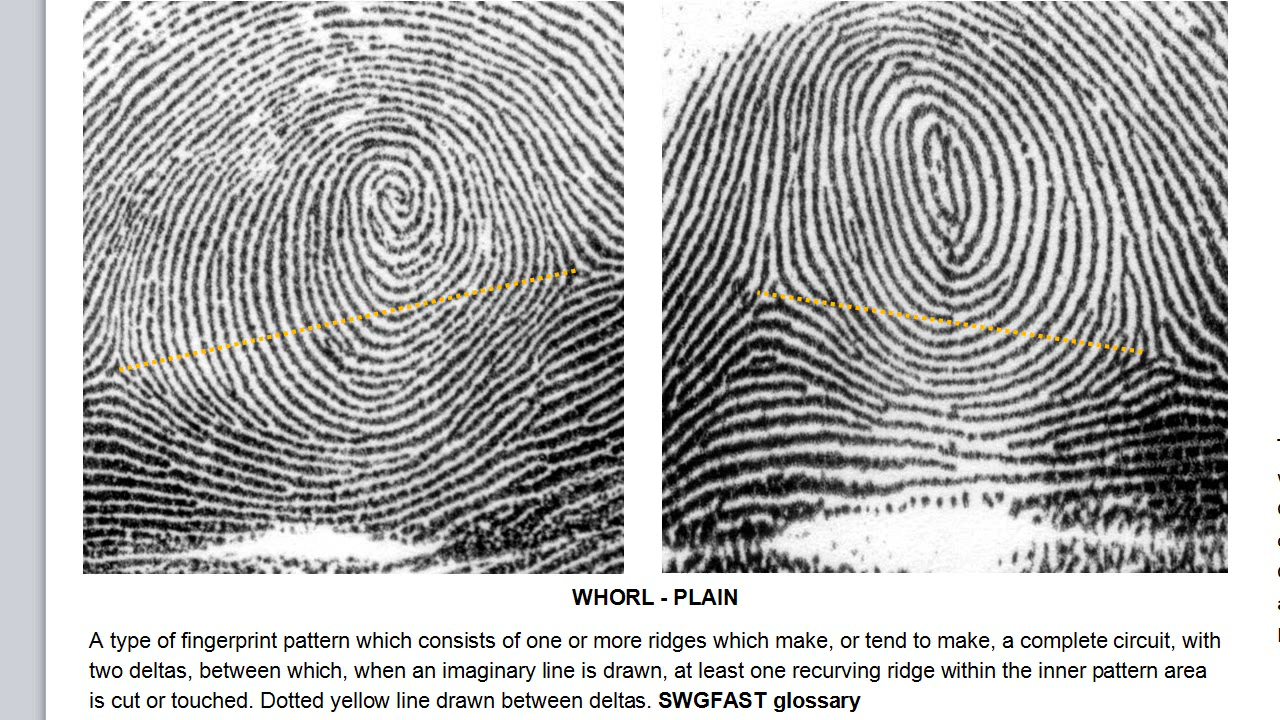 WHORL - PLAIN
A type of fingerprint pattern which consists of one or more ridges which make, or tend to make, a complete circuit, with
two deltas, between which, when an imaginary line is drawn, at least one recurving ridge within the inner pattern area
is cut or touched. Dotted yellow line drawn between deltas. SWGFAST glossary